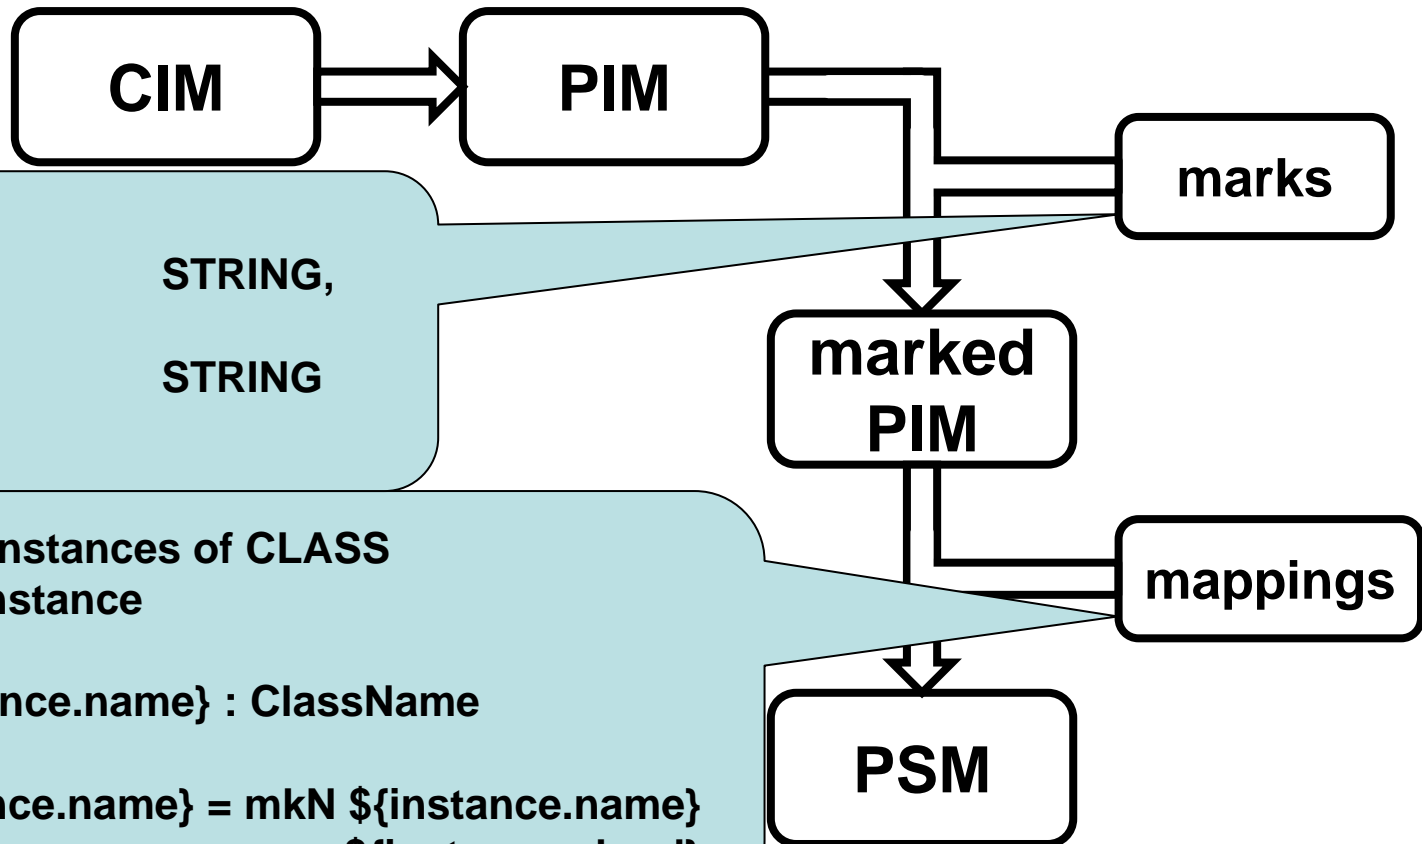 CIM
PIM
marks
STRING,
STRING
marked
PIM
nstances of CLASS
nstance
mappings
nce.name} : ClassName
PSM
nce.name} = mkN ${instance.name}